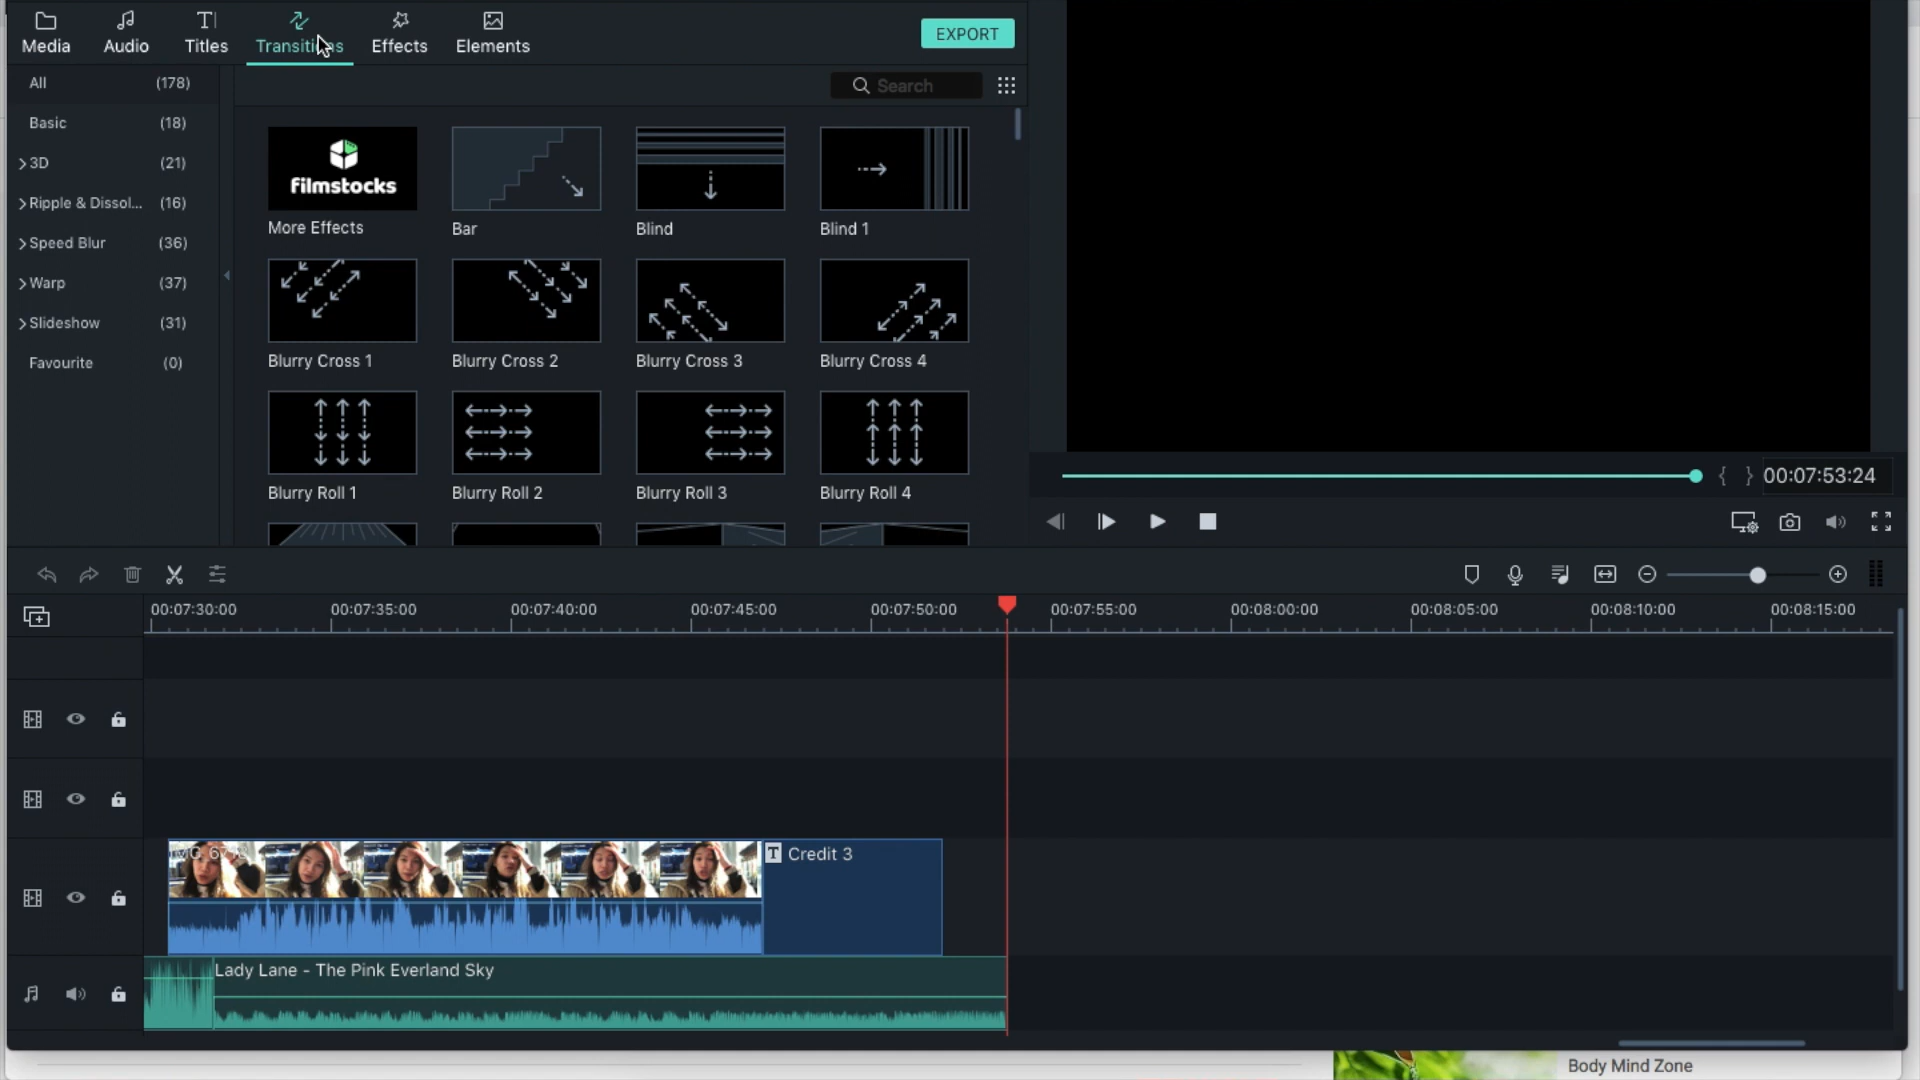 Media
Audio
Titles
Effects
Elements
EXPORT
All (178)
Search
Basic (18)
3D (21)
Ripple & Dissol... (16)
Speed Blur (36)
Warp (37)
Slideshow (31)
Favourite (0)
filmstocks
More Effects
Bar
Blind
Blind 1
Blurry Cross 1
Blurry Cross 2
Blurry Cross 3
Blurry Cross 4
Blurry Roll 1
Blurry Roll 2
Blurry Roll 3
Blurry Roll 4
{ } 00:07:53:24
00:07:30:00
00:07:35:00
00:07:40:00
00:07:45:00
00:07:50:00
00:07:55:00
00:08:00:00
00:08:05:00
00:08:10:00
00:08:15:00
T Credit 3
Lady Lane - The Pink Everland Sky
Body Mind Zone